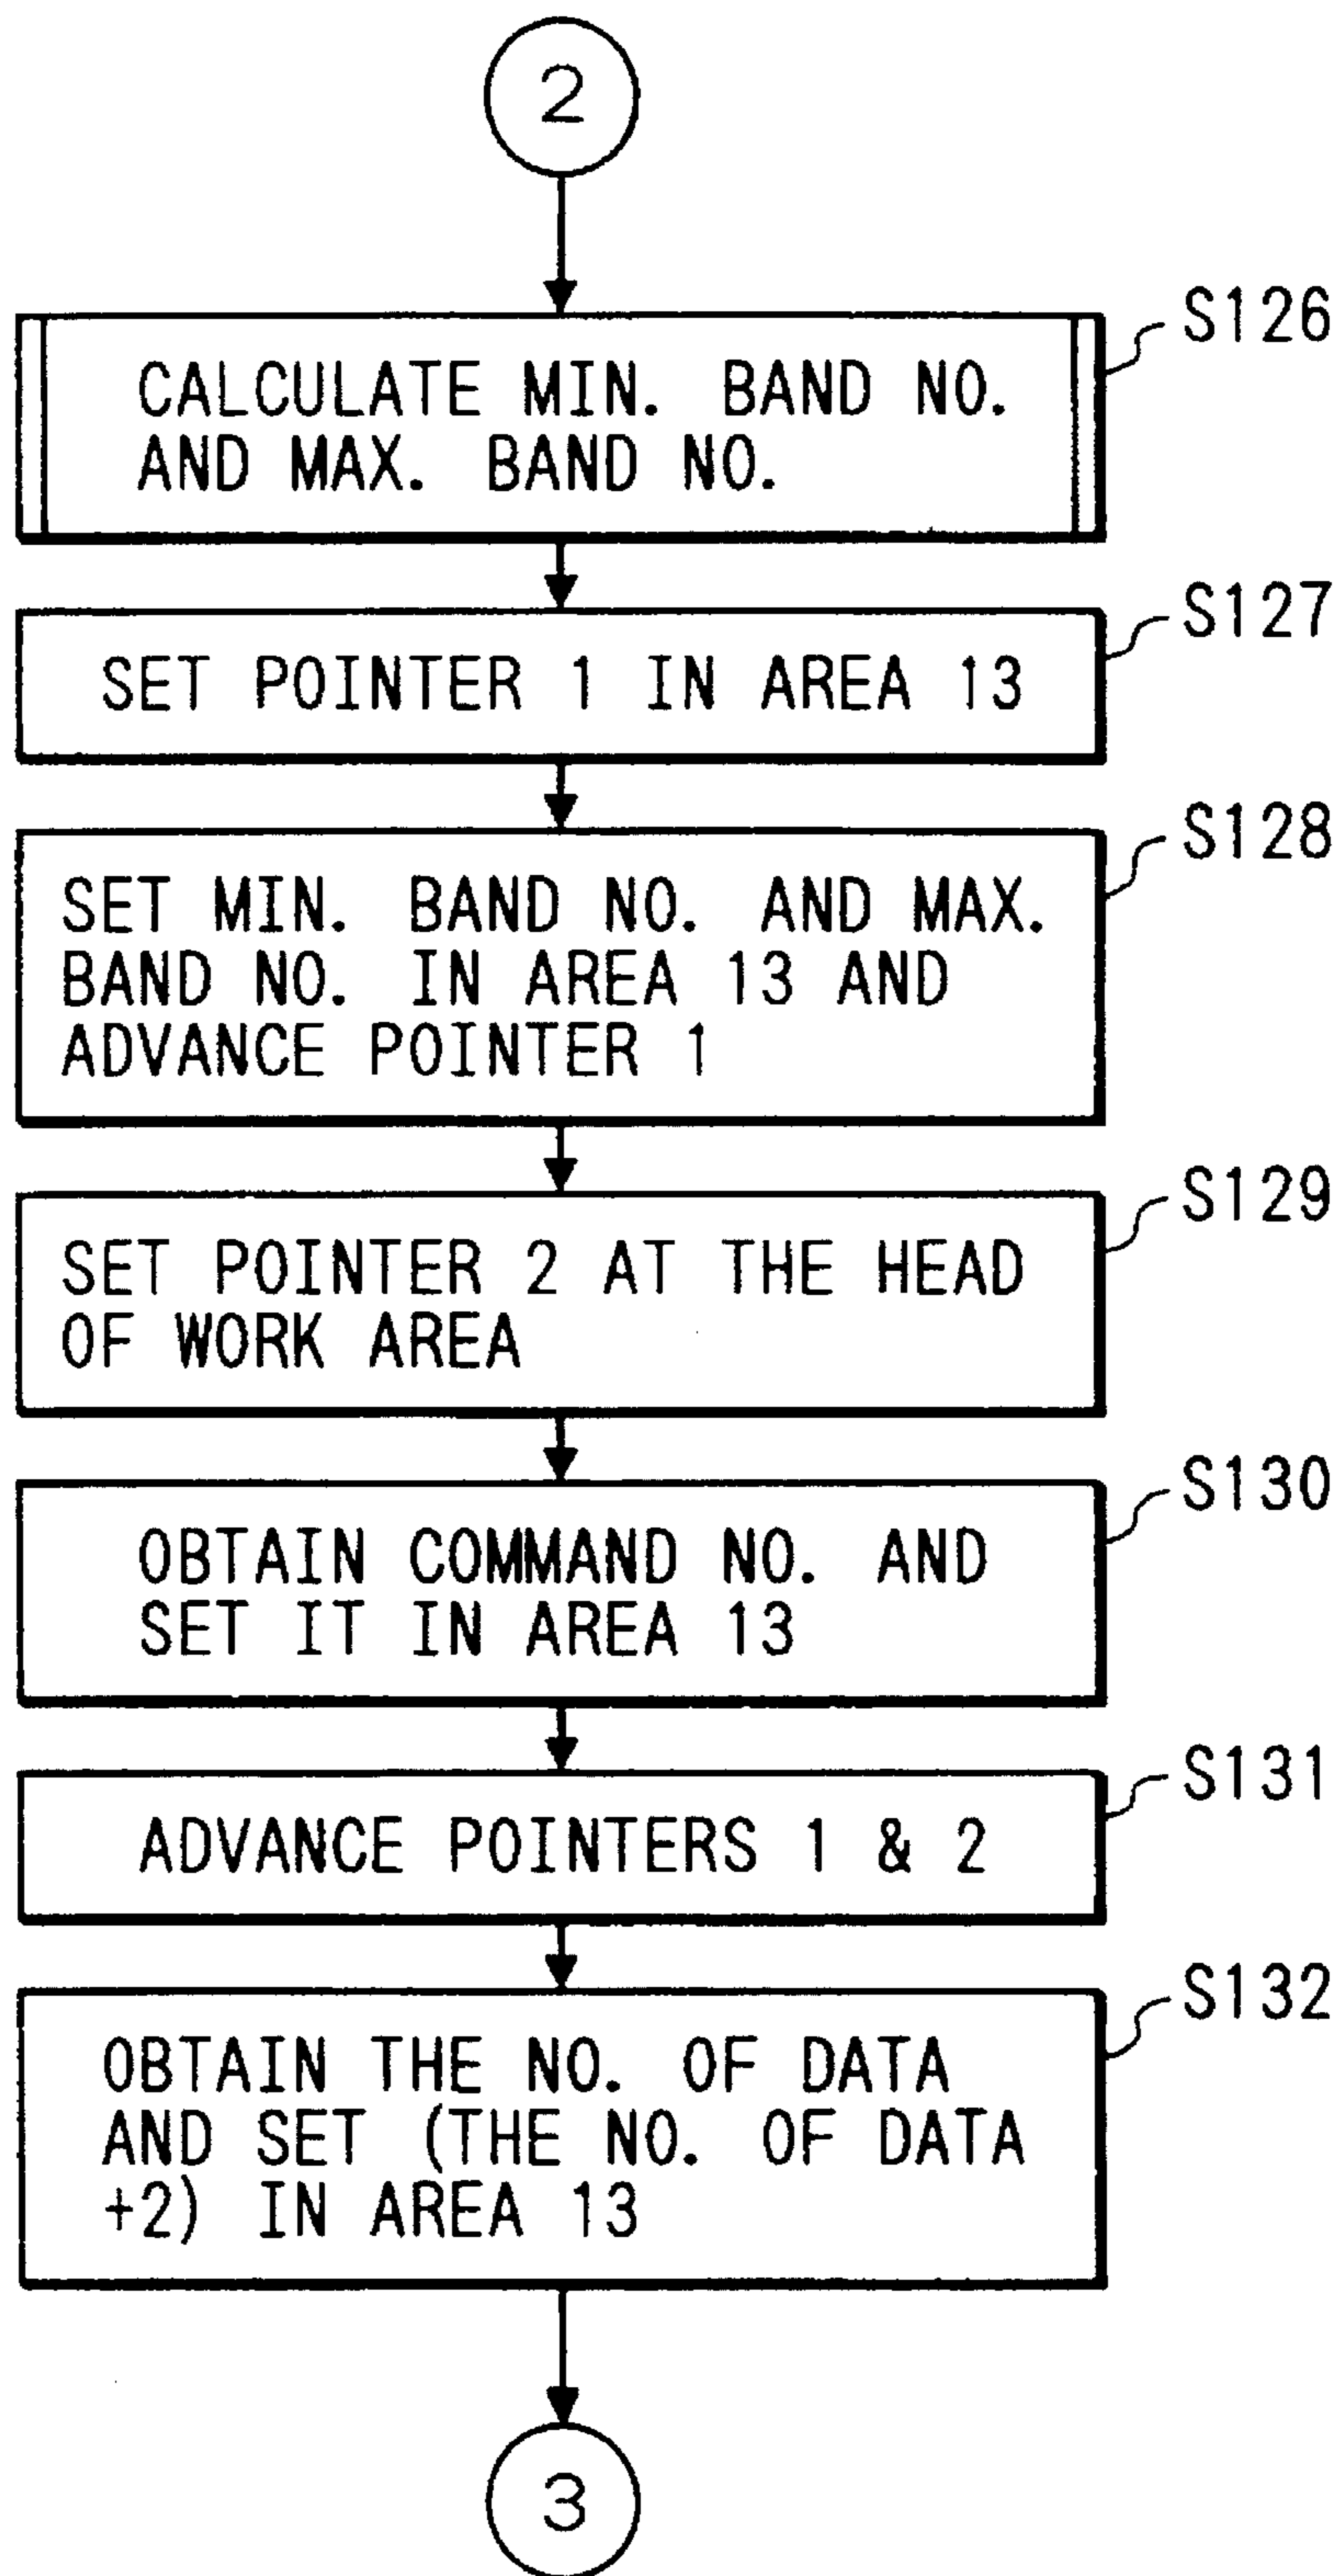 2
S126
CALCULATE MIN. BAND NO.
AND MAX. BAND NO.
S127
SET POINTER 1 IN AREA 13
S128
SET MIN. BAND NO. AND MAX.
BAND NO. IN AREA 13 AND
ADVANCE POINTER 1
S129
SET POINTER 2 AT THE HEAD
OF WORK AREA
S130
OBTAIN COMMAND NO. AND
SET IT IN AREA 13
S131
ADVANCE POINTERS 1 & 2
S132
OBTAIN THE NO. OF DATA
AND SET (THE NO. OF DATA
+2) IN AREA 13
3